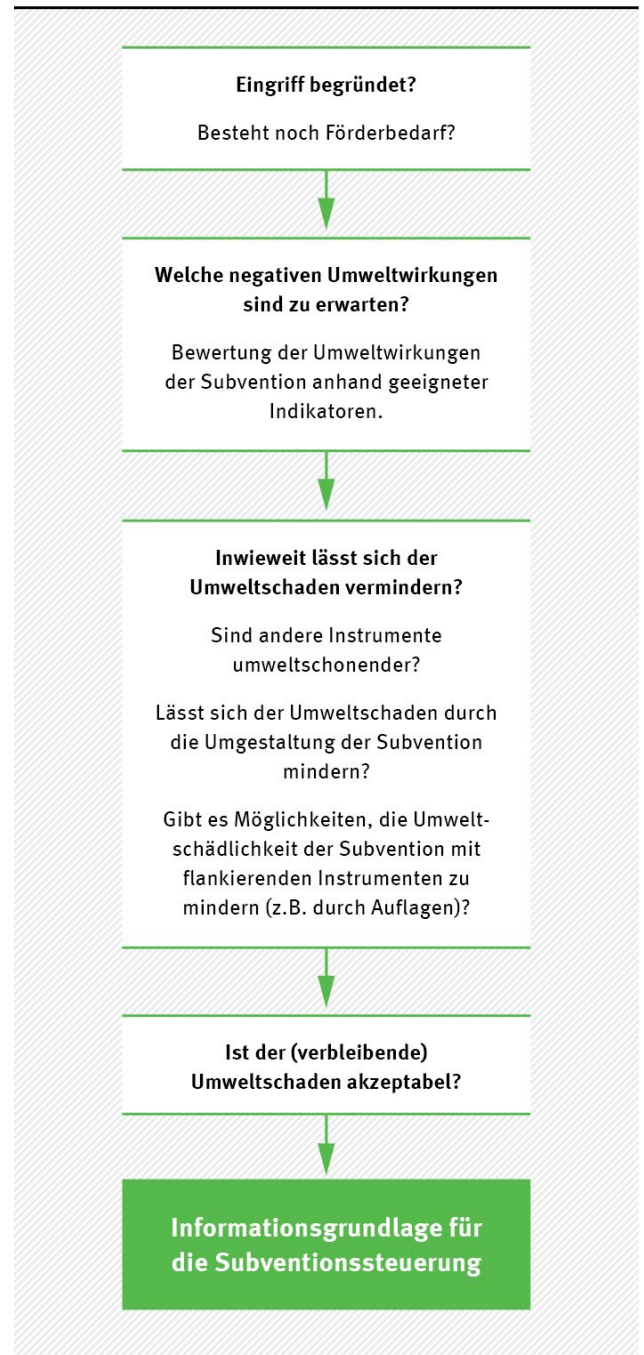 Eingriff begründet?
Besteht noch Förderbedarf?
Welche negativen Umweltwirkungen
sind zu erwarten?
Bewertung der Umweltwirkungen
der Subvention anhand geeigneter
Indikatoren.
Inwieweit lässt sich der
Umweltschaden vermindern?
Sind andere Instrumente
umweltschonender?
Lässt sich der Umweltschaden durch
die Umgestaltung der Subvention
mindern?
Gibt es Möglichkeiten, die Umwelt-
schädlichkeit der Subvention mit
flankierenden Instrumenten zu
mindern (z.B. durch Auflagen)?
Ist der (verbleibende)
Umweltschaden akzeptabel?
Informationsgrundlage für
die Subventionssteuerung